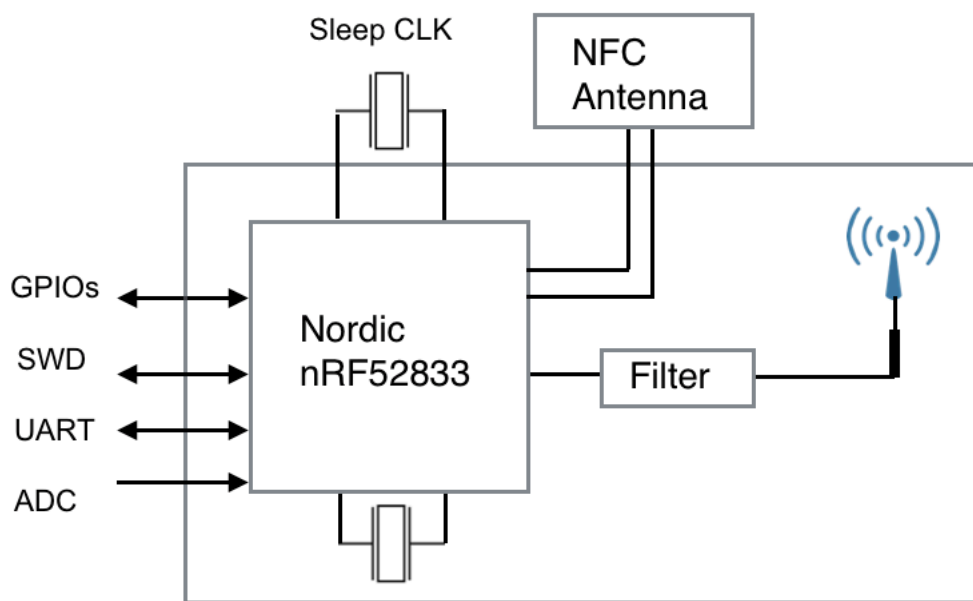 Sleep CLK
NFC
Antenna
GPIOs
SWD
UART
ADC
Nordic
nRF52833
Filter